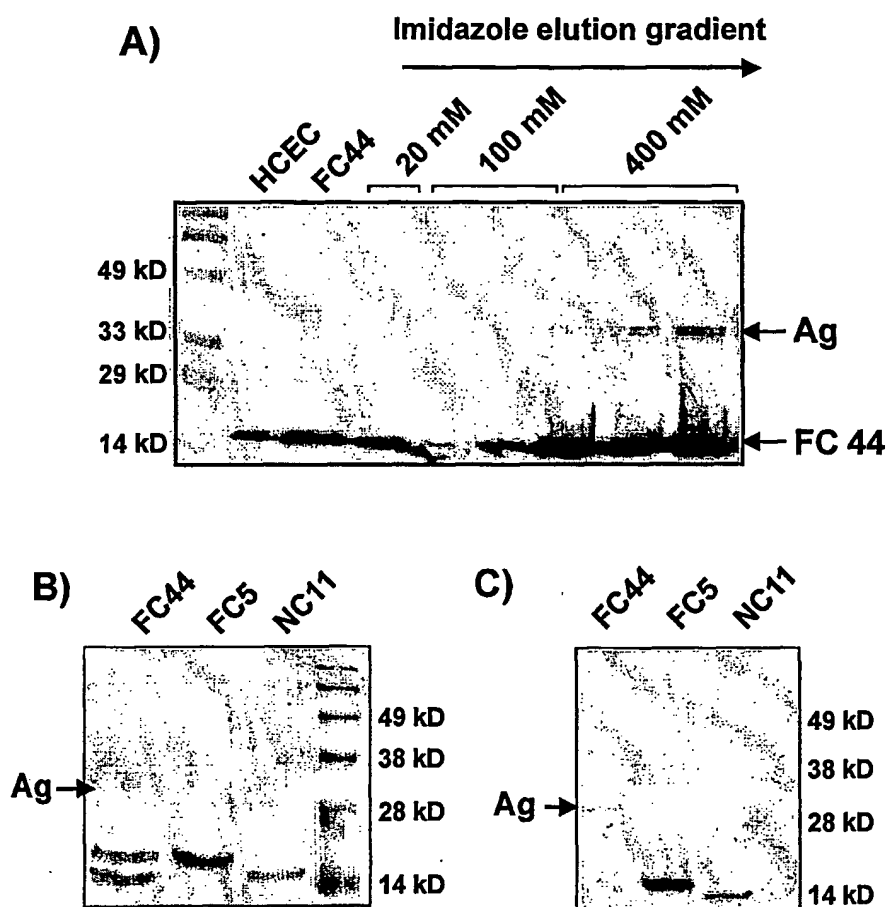 A)
Imidazole elution gradient
HCEC
FC44
20 mM
100 mM
400 mM
49 kD
33 kD
29 kD
14 kD
Ag
FC 44
B)
FC44
FC5
NC11
49 kD
38 kD
28 kD
14 kD
Ag
C)
FC44
FC5
NC11
49 kD
38 kD
28 kD
14 kD
Ag